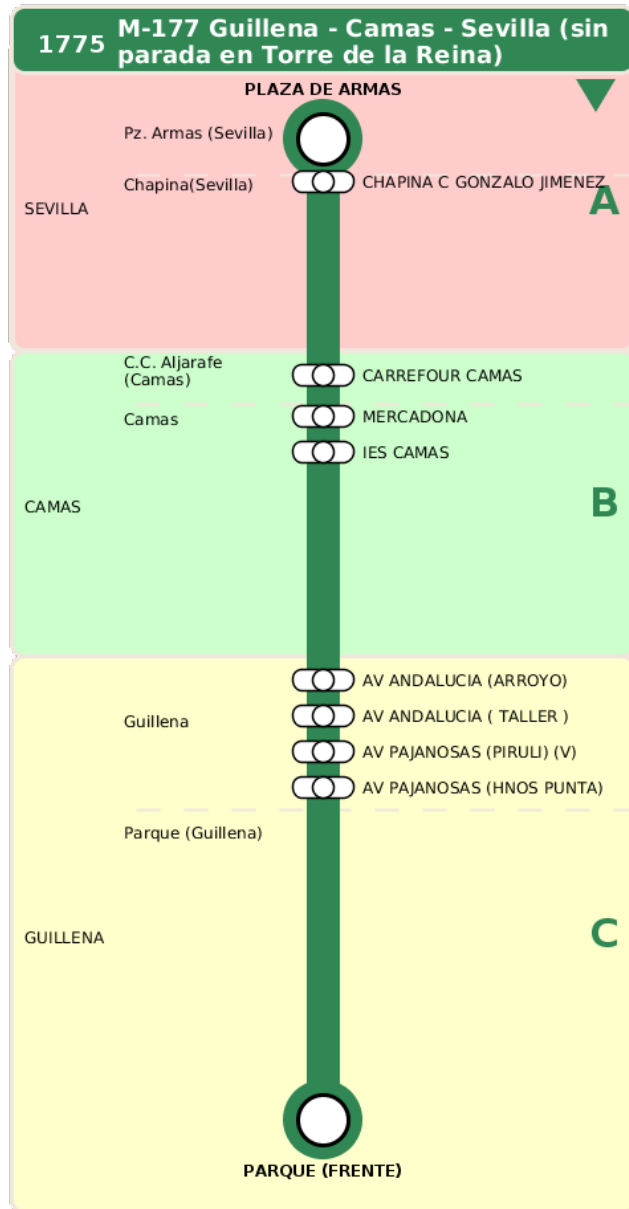 1775
M-177 Guillena - Camas - Sevilla (sin
parada en Torre de la Reina)
PLAZA DE ARMAS
Pz. Armas (Sevilla)
Chapina(Sevilla)
CHAPINA C GONZALO JIMENEZ
A
SEVILLA
C.C. Aljarafe
(Camas)
CARREFOUR CAMAS
Camas
MERCADONA
IES CAMAS
CAMAS
B
AV ANDALUCIA (ARROYO)
Guillena
AV ANDALUCIA ( TALLER )
AV PAJANOSAS (PIRULI) (V)
AV PAJANOSAS (HNOS PUNTA)
Parque (Guillena)
GUILLENA
C
PARQUE (FRENTE)